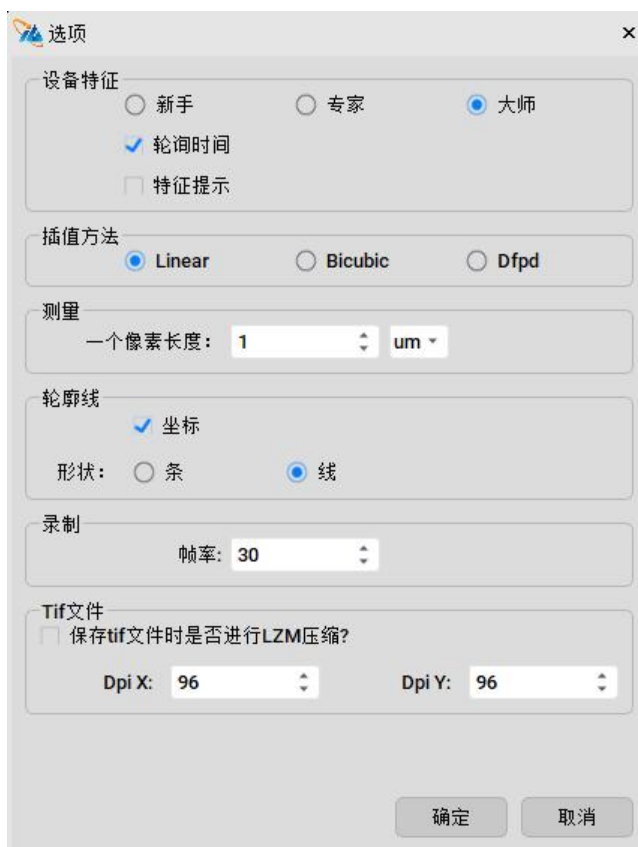 选项
设备特征
新手 专家 大师
轮询时间
特征提示
插值方法
Linear Bicubic Dfpd
测量
一个像素长度： 1 um
轮廓线
坐标
形状： 条 线
录制
帧率: 30
Tif文件
保存tif文件时是否进行LZM压缩?
Dpi X: 96 Dpi Y: 96
确定 取消